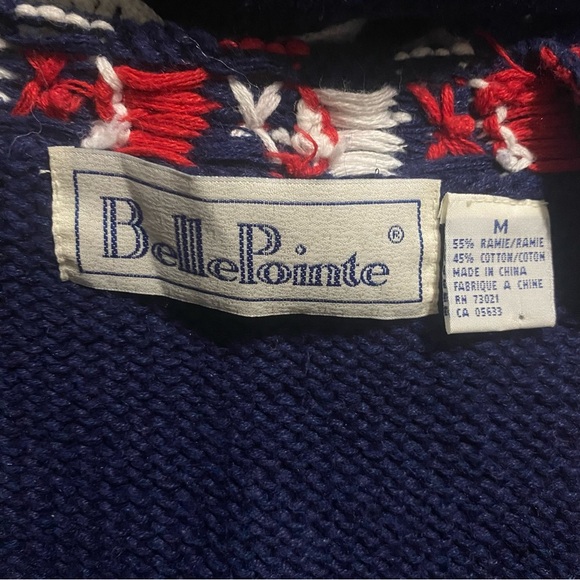 BellePointe ®
M
55% RAMIE/RAMIE
45% COTTON/COTON
MADE IN CHINA
FABRIQUE A CHINE
RN 73021
CA 05633